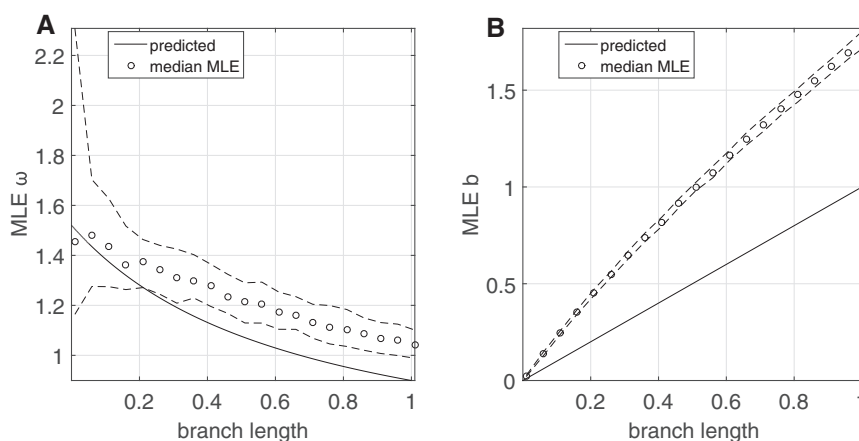 A
predicted
median MLE
2.2
2
1.8
1.6
1.4
1.2
1
MLE ω
0.2 0.4 0.6 0.8 1
branch length
B
predicted
median MLE
1.5
1
0.5
0
MLE b
0.2 0.4 0.6 0.8 1
branch length